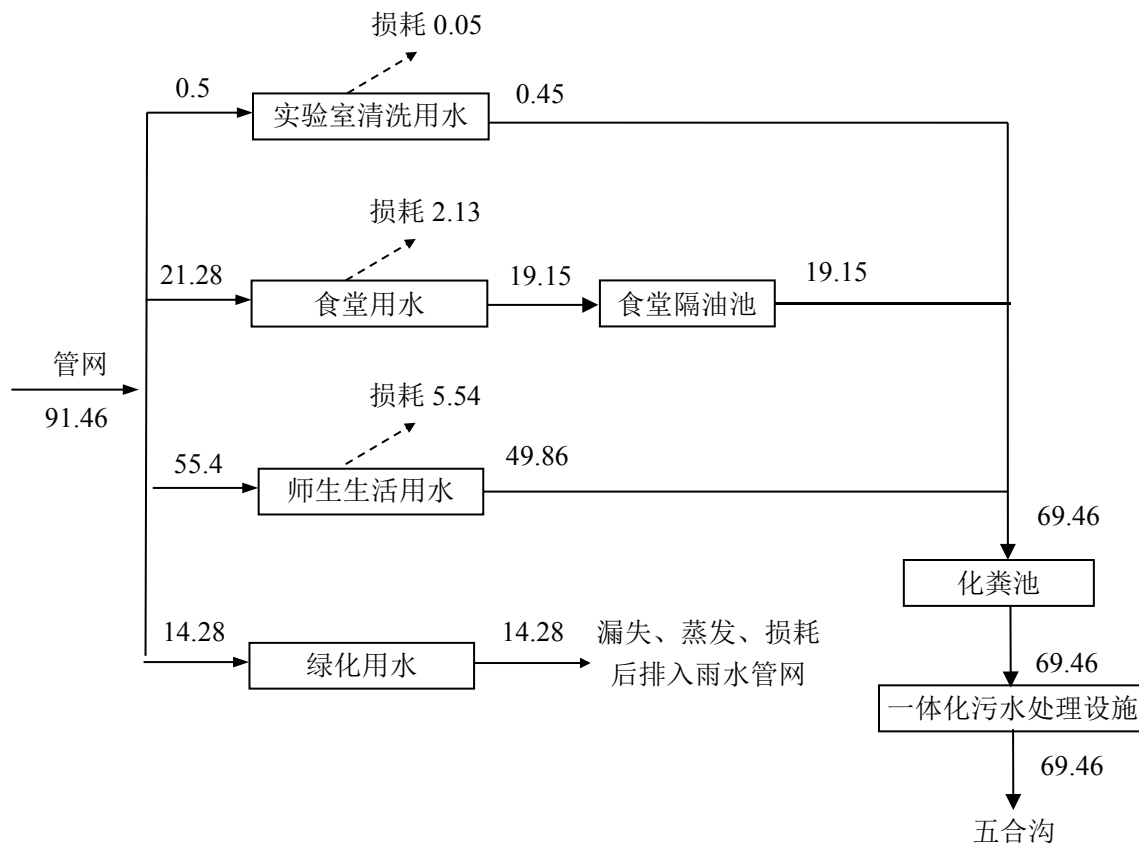 损耗 0.05
0.5
实验室清洗用水
0.45
损耗 2.13
21.28
食堂用水
19.15
食堂隔油池
19.15
管网
91.46
损耗 5.54
55.4
师生生活用水
49.86
69.46
化粪池
14.28
绿化用水
14.28
漏失、蒸发、损耗
后排入雨水管网
69.46
一体化污水处理设施
69.46
五合沟